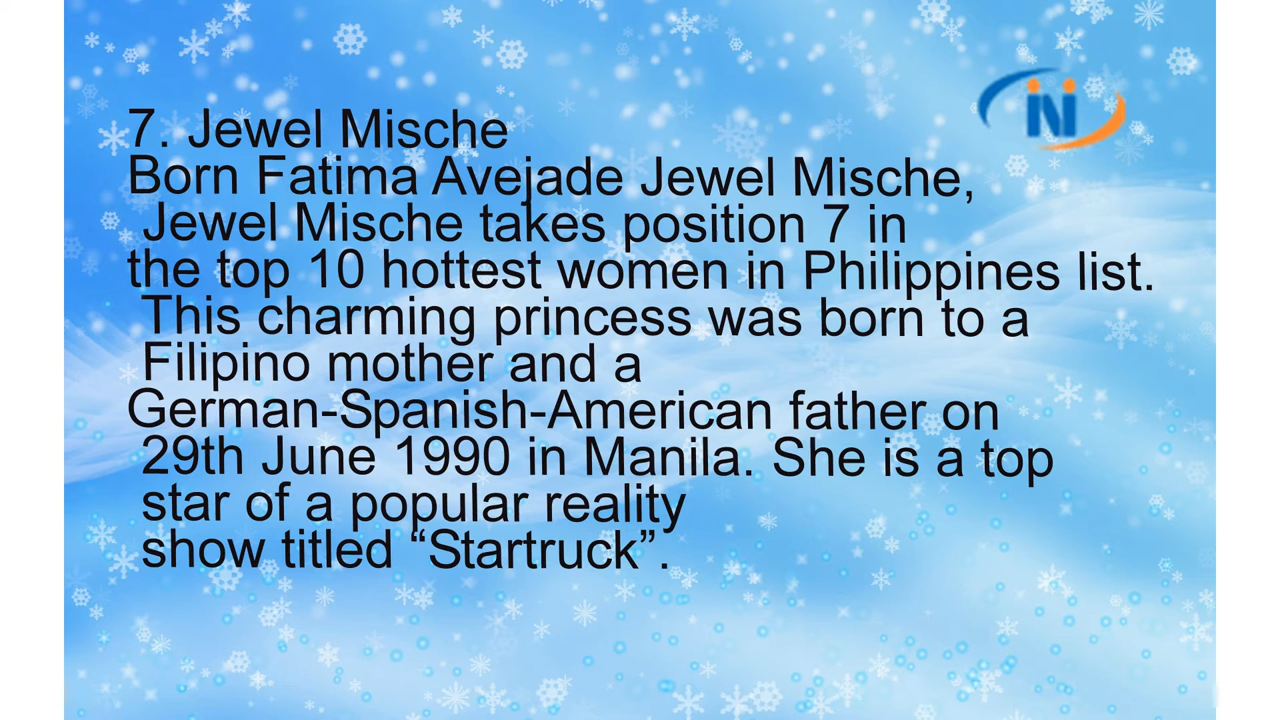 7. Jewel Mische
Born Fatima Avejade Jewel Mische,
Jewel Mische takes position 7 in
the top 10 hottest women in Philippines list.
This charming princess was born to a
Filipino mother and a
German-Spanish-American father on
29th June 1990 in Manila. She is a top
star of a popular reality
show titled “Startruck”.
iNi